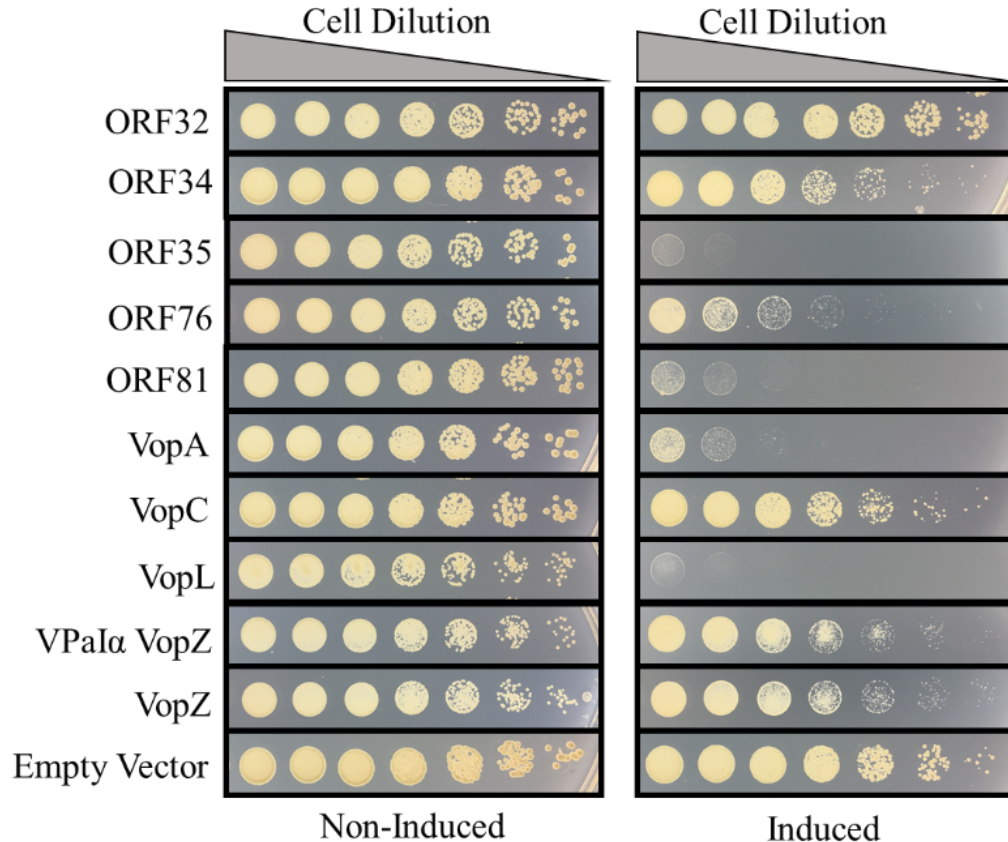 Cell Dilution
Cell Dilution
ORF32
ORF34
ORF35
ORF76
ORF81
VopA
VopC
VopL
VPaIα VopZ
VopZ
Empty Vector
Non-Induced
Induced